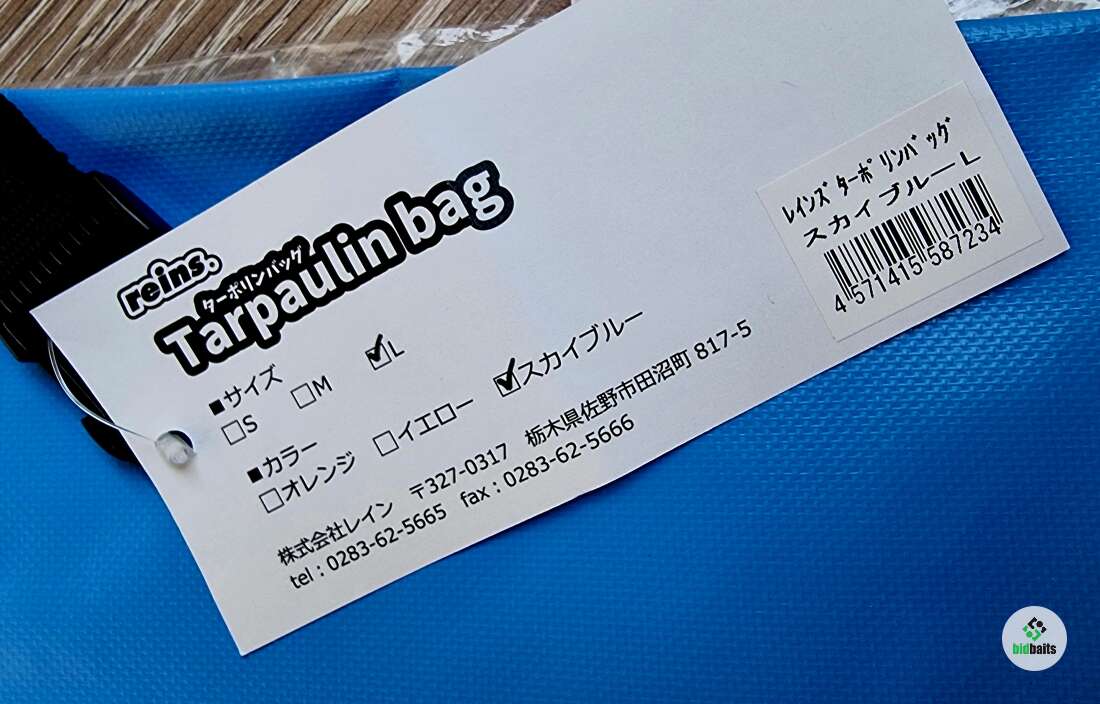 reins.
ターポリンバッグ
Tarpaulin bag
■サイズ
□S □M ☑L
■カラー
□オレンジ □イエロー ☑スカイブルー
株式会社レイン 〒327-0317 栃木県佐野市田沼町 817-5
tel：0283-62-5665 fax：0283-62-5666
ﾚｲﾝｽﾞ ﾀｰﾎﾟﾘﾝﾊﾞｯｸﾞ
スカイブルーL
4 571415 587234
bidbaits